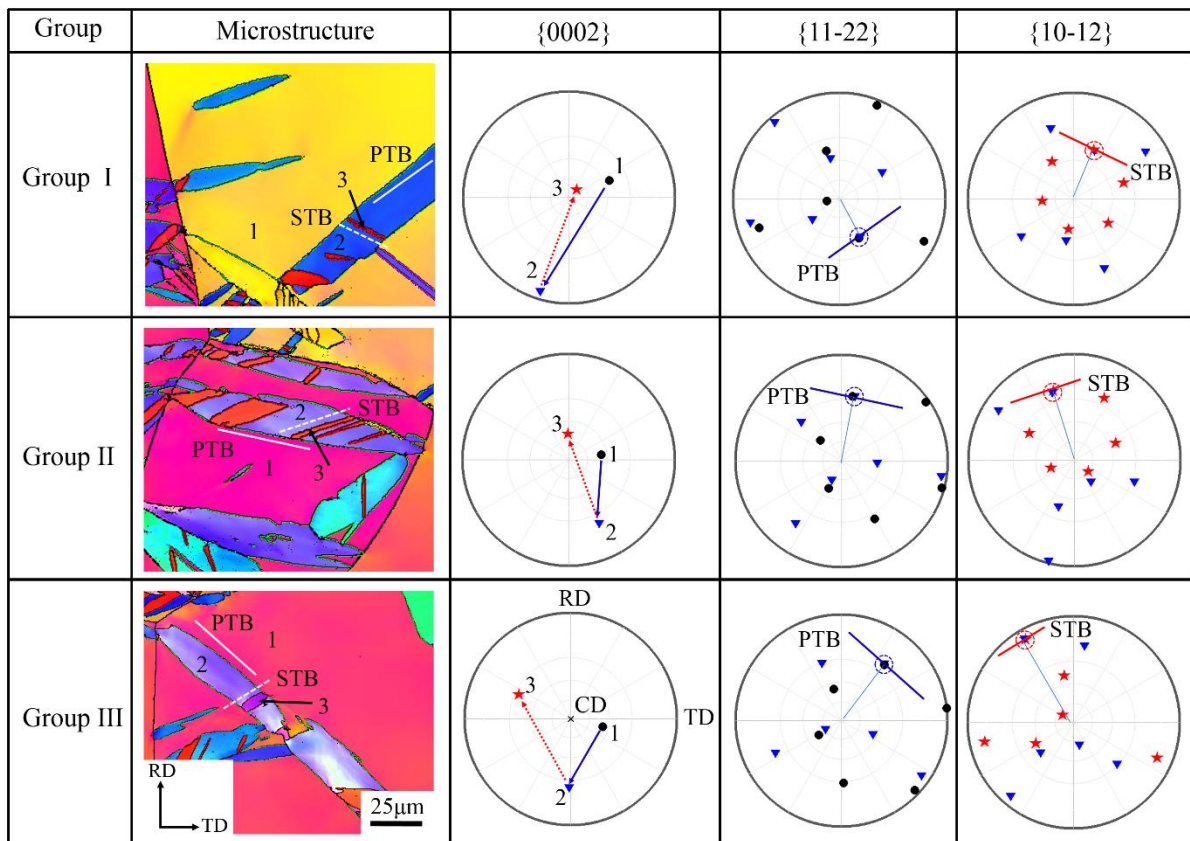 Group Microstructure {0002} {11-22} {10-12}
Group I
PTB
3
STB
1
2
1
3
2
PTB
STB
Group II
2
STB
PTB
1
3
3
1
2
PTB
STB
Group III
PTB
1
2
STB
3
RD
TD
25μm
RD
3
CD
TD
1
2
PTB
STB